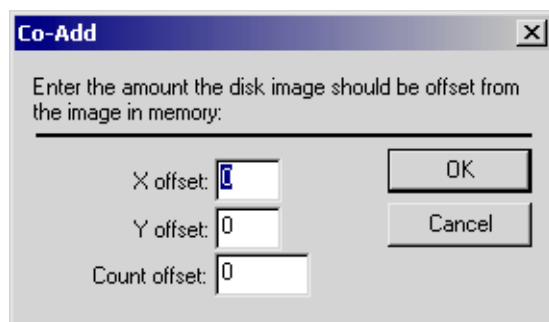 Co-Add
Enter the amount the disk image should be offset from
the image in memory:
X offset: 0
OK
Y offset: 0
Cancel
Count offset: 0